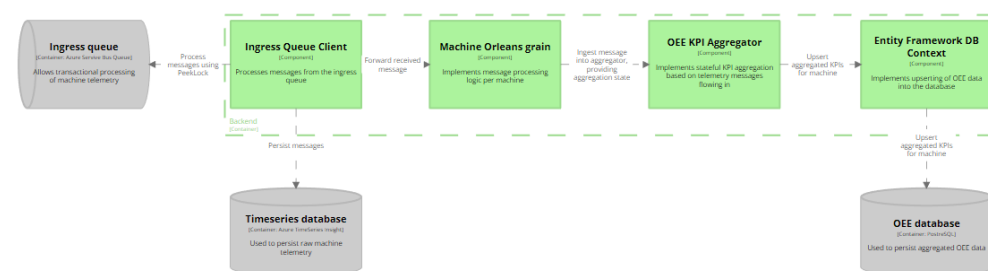 Ingress queue
[Container: Azure Service Bus Queue]
Allows transactional processing
of machine telemetry
Process
messages using
PeekLock
Ingress Queue Client
[Component]
Processes messages from the ingress
queue
Forward received
message
Machine Orleans grain
[Component]
Implements message processing
logic per machine
Ingest message
into aggregator,
providing
aggregation state
OEE KPI Aggregator
[Component]
Implements stateful KPI aggregation
based on telemetry messages
flowing in
Upsert
aggregated KPIs
for machine
Entity Framework DB
Context
[Component]
Implements upserting of OEE data
into the database
Backend
[Container]
Persist messages
Upsert
aggregated KPIs
for machine
Timeseries database
[Container: Azure TimeSeries Insight]
Used to persist raw machine
telemetry
OEE database
[Container: PostreSQL]
Used to persist aggregated OEE data